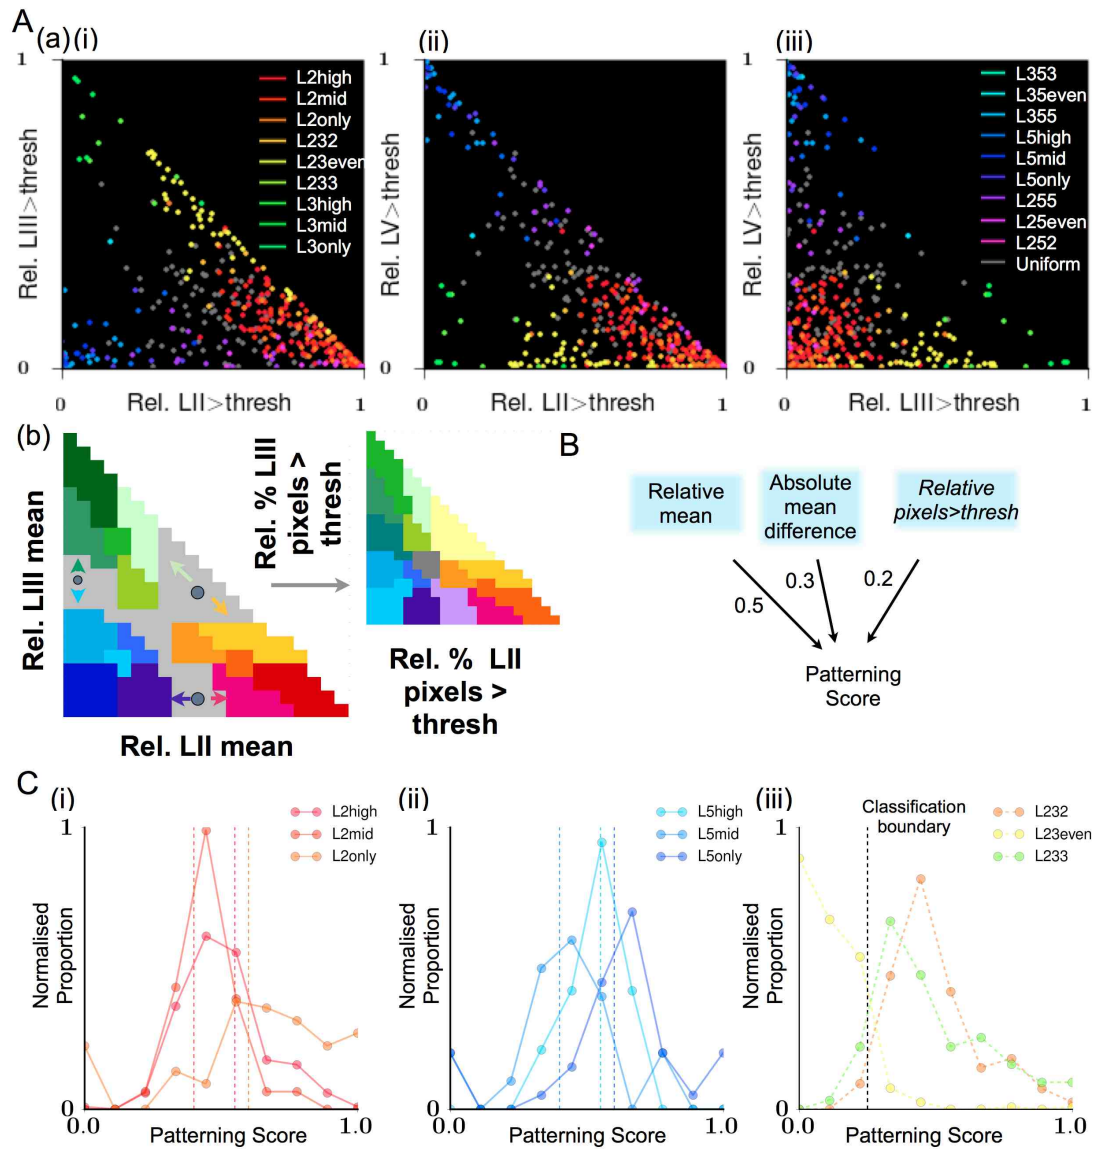 A
(a)(i)
(ii)
(iii)
1
Rel. LIII>thresh
0
0
Rel. LII>thresh
L2high
L2mid
L2only
L232
L23even
L233
L3high
L3mid
L3only
1
1
Rel. LV>thresh
0
0
Rel. LII>thresh
1
1
Rel. LV>thresh
0
0
Rel. LIII>thresh
1
L353
L35even
L355
L5high
L5mid
L5only
L255
L25even
L252
Uniform
(b)
Rel. LIII mean
Rel. LII mean
Rel. % LIII
pixels >
thresh
Rel. % LII
pixels >
thresh
B
Relative
mean
Absolute
mean
difference
Relative
pixels>thresh
0.5
0.3
0.2
Patterning
Score
C
(i)
1
Normalised
Proportion
0
0.0
Patterning Score
1.0
L2high
L2mid
L2only
(ii)
1
Normalised
Proportion
0
0.0
Patterning Score
1.0
L5high
L5mid
L5only
(iii)
Classification
boundary
1
Normalised
Proportion
0
0.0
Patterning Score
1.0
L232
L23even
L233